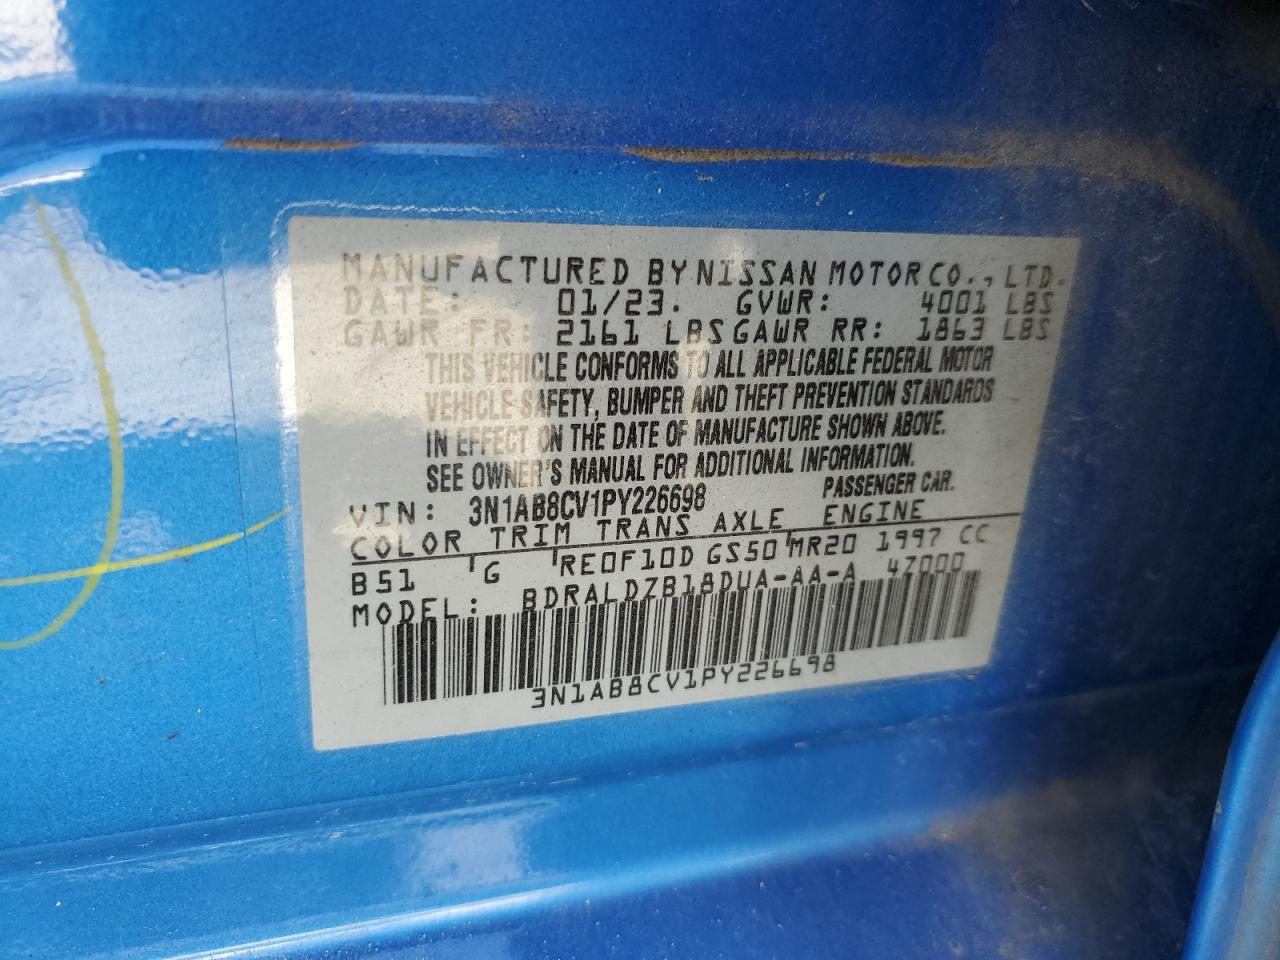 MANUFACTURED BY NISSAN MOTOR CO., LTD.
DATE: 01/23. GVWR: 4001 LBS
GAWR FR: 2161 LBS GAWR RR: 1863 LBS
THIS VEHICLE CONFORMS TO ALL APPLICABLE FEDERAL MOTOR
VEHICLE SAFETY, BUMPER AND THEFT PREVENTION STANDARDS
IN EFFECT ON THE DATE OF MANUFACTURE SHOWN ABOVE.
SEE OWNER'S MANUAL FOR ADDITIONAL INFORMATION.
VIN: 3N1AB8CV1PY226698 PASSENGER CAR.
COLOR TRIM TRANS AXLE ENGINE
B51 'G 'RE0F10D GS50'MR20 1997 CC
MODEL: BDRALDZB18DUA-AA-A 47000
3N1AB8CV1PY226698